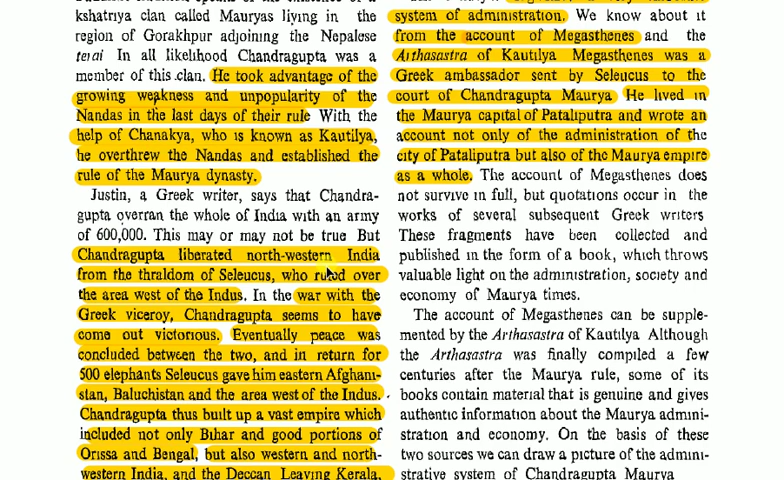 kshatriya clan called Mauryas living in the
region of Gorakhpur adjoining the Nepalese
terai In all likelihood Chandragupta was a
member of this clan. He took advantage of the
growing weakness and unpopularity of the
Nandas in the last days of their rule With the
help of Chanakya, who is known as Kautilya,
he overthrew the Nandas and established the
rule of the Maurya dynasty.
Justin, a Greek writer, says that Chandra-
gupta overran the whole of India with an army
of 600,000. This may or may not be true But
Chandragupta liberated north-western India
from the thraldom of Seleucus, who ruled over
the area west of the Indus. In the war with the
Greek viceroy, Chandragupta seems to have
come out victorious. Eventually peace was
concluded between the two, and in return for
500 elephants Seleucus gave him eastern Afghani-
stan, Baluchistan and the area west of the Indus.
Chandragupta thus built up a vast empire which
included not only Bihar and good portions of
Orissa and Bengal, but also western and north-
western India, and the Deccan Leaving Kerala,
system of administration. We know about it
from the account of Megasthenes and the
Arthasastra of Kautilya Megasthenes was a
Greek ambassador sent by Seleucus to the
court of Chandragupta Maurya He lived in
the Maurya capital of Pataliputra and wrote an
account not only of the administration of the
city of Pataliputra but also of the Maurya empire
as a whole. The account of Megasthenes does
not survive in full, but quotations occur in the
works of several subsequent Greek writers
These fragments have been collected and
published in the form of a book, which throws
valuable light on the administration, society and
economy of Maurya times.
The account of Megasthenes can be supple-
mented by the Arthasastra of Kautilya Although
the Arthasastra was finally compiled a few
centuries after the Maurya rule, some of its
books contain material that is genuine and gives
authentic information about the Maurya admini-
stration and economy. On the basis of these
two sources we can draw a picture of the admini-
strative system of Chandragupta Maurya